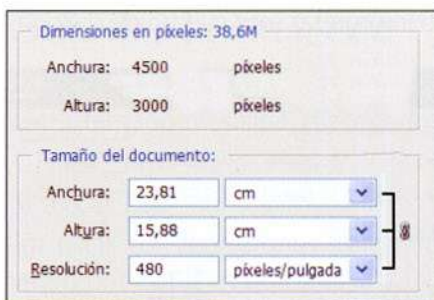 Dimensiones en píxeles: 38,6M
Anchura: 4500 píxeles
Altura: 3000 píxeles
Tamaño del documento:
Anchura: 23,81 cm
Altura: 15,88 cm
Resolución: 480 píxeles/pulgada